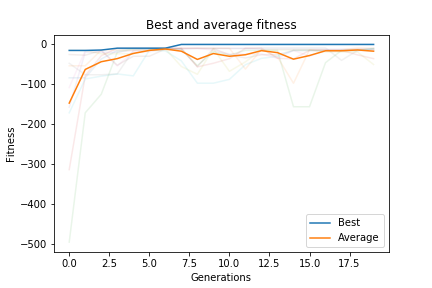 Best and average fitness
0
−100
−200
−300
−400
−500
Fitness
0.0 2.5 5.0 7.5 10.0 12.5 15.0 17.5
Generations
Best
Average